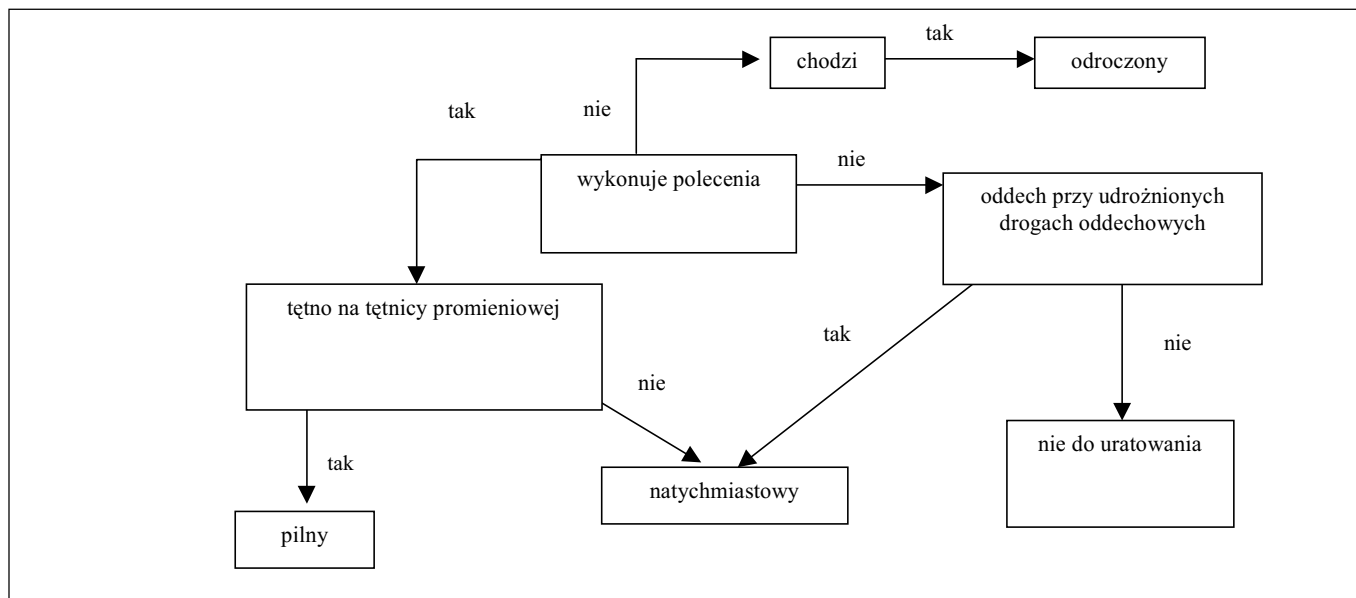 tak
chodzi
odroczony
tak
nie
wykonuje polecenia
nie
oddech przy udrożnionych
drogach oddechowych
tętno na tętnicy promieniowej
tak
nie
nie
nie do uratowania
tak
natychmiastowy
pilny